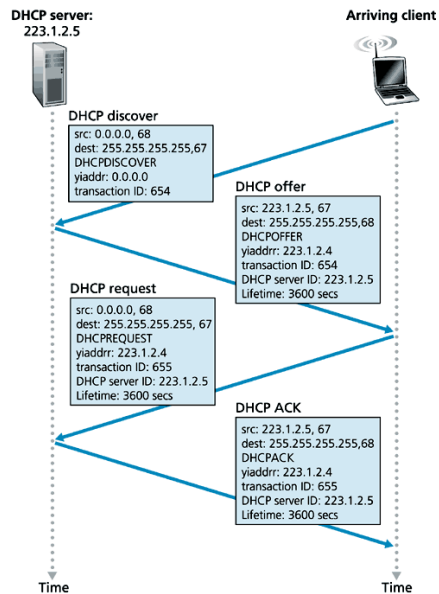 DHCP server:
223.1.2.5
Arriving client
DHCP discover
src: 0.0.0.0, 68
dest: 255.255.255.255,67
DHCPDISCOVER
yiaddr: 0.0.0.0
transaction ID: 654
DHCP offer
src: 223.1.2.5, 67
dest: 255.255.255.255,68
DHCPOFFER
yiaddrr: 223.1.2.4
transaction ID: 654
DHCP server ID: 223.1.2.5
Lifetime: 3600 secs
DHCP request
src: 0.0.0.0, 68
dest: 255.255.255.255, 67
DHCPREQUEST
yiaddrr: 223.1.2.4
transaction ID: 655
DHCP server ID: 223.1.2.5
Lifetime: 3600 secs
DHCP ACK
src: 223.1.2.5, 67
dest: 255.255.255.255,68
DHCPACK
yiaddrr: 223.1.2.4
transaction ID: 655
DHCP server ID: 223.1.2.5
Lifetime: 3600 secs
Time
Time